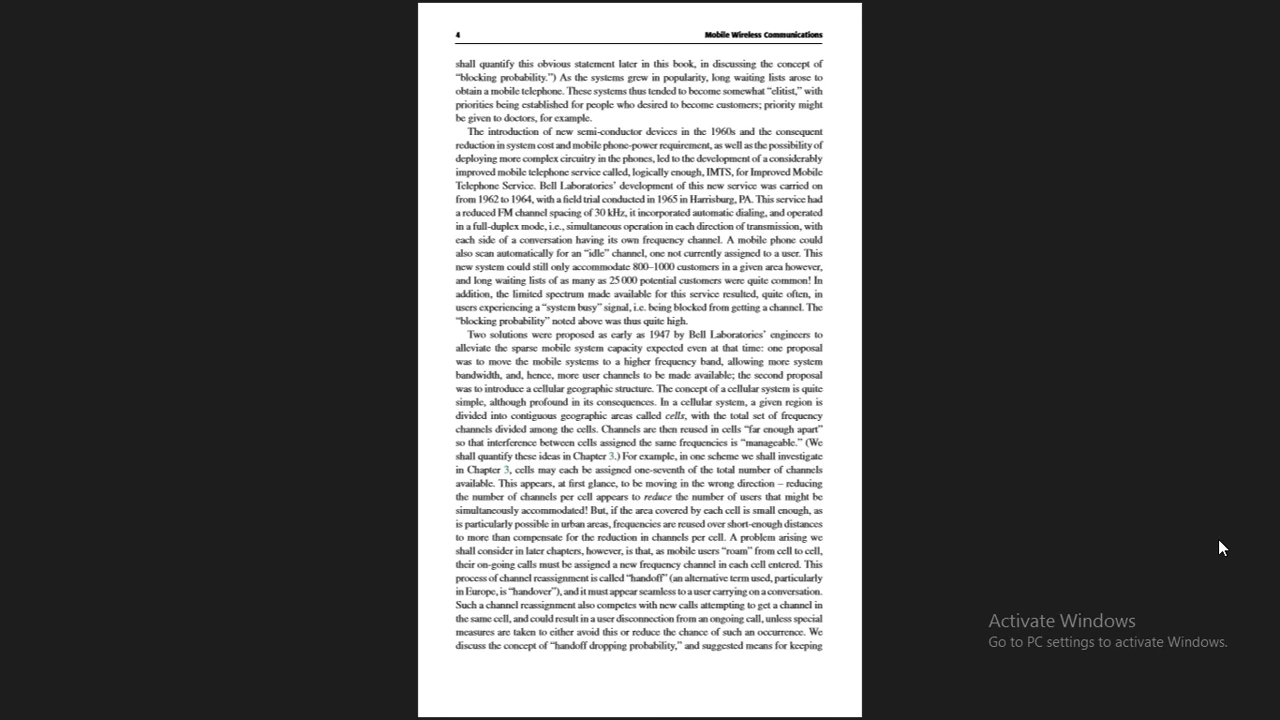 4
Mobile Wireless Communications
shall quantify this obvious statement later in this book, in discussing the concept of
“blocking probability.”) As the systems grew in popularity, long waiting lists arose to
obtain a mobile telephone. These systems thus tended to become somewhat “elitist,” with
priorities being established for people who desired to become customers; priority might
be given to doctors, for example.
The introduction of new semi-conductor devices in the 1960s and the consequent
reduction in system cost and mobile phone-power requirement, as well as the possibility of
deploying more complex circuitry in the phones, led to the development of a considerably
improved mobile telephone service called, logically enough, IMTS, for Improved Mobile
Telephone Service. Bell Laboratories’ development of this new service was carried on
from 1962 to 1964, with a field trial conducted in 1965 in Harrisburg, PA. This service had
a reduced FM channel spacing of 30 kHz, it incorporated automatic dialing, and operated
in a full-duplex mode, i.e., simultaneous operation in each direction of transmission, with
each side of a conversation having its own frequency channel. A mobile phone could
also scan automatically for an “idle” channel, one not currently assigned to a user. This
new system could still only accommodate 800–1000 customers in a given area however,
and long waiting lists of as many as 25 000 potential customers were quite common! In
addition, the limited spectrum made available for this service resulted, quite often, in
users experiencing a “system busy” signal, i.e. being blocked from getting a channel. The
“blocking probability” noted above was thus quite high.
Two solutions were proposed as early as 1947 by Bell Laboratories’ engineers to
alleviate the sparse mobile system capacity expected even at that time: one proposal
was to move the mobile systems to a higher frequency band, allowing more system
bandwidth, and, hence, more user channels to be made available; the second proposal
was to introduce a cellular geographic structure. The concept of a cellular system is quite
simple, although profound in its consequences. In a cellular system, a given region is
divided into contiguous geographic areas called cells, with the total set of frequency
channels divided among the cells. Channels are then reused in cells “far enough apart”
so that interference between cells assigned the same frequencies is “manageable.” (We
shall quantify these ideas in Chapter 3.) For example, in one scheme we shall investigate
in Chapter 3, cells may each be assigned one-seventh of the total number of channels
available. This appears, at first glance, to be moving in the wrong direction – reducing
the number of channels per cell appears to reduce the number of users that might be
simultaneously accommodated! But, if the area covered by each cell is small enough, as
is particularly possible in urban areas, frequencies are reused over short-enough distances
to more than compensate for the reduction in channels per cell. A problem arising we
shall consider in later chapters, however, is that, as mobile users “roam” from cell to cell,
their on-going calls must be assigned a new frequency channel in each cell entered. This
process of channel reassignment is called “handoff” (an alternative term used, particularly
in Europe, is “handover”), and it must appear seamless to a user carrying on a conversation.
Such a channel reassignment also competes with new calls attempting to get a channel in
the same cell, and could result in a user disconnection from an ongoing call, unless special
measures are taken to either avoid this or reduce the chance of such an occurrence. We
discuss the concept of “handoff dropping probability,” and suggested means for keeping
Activate Windows
Go to PC settings to activate Windows.